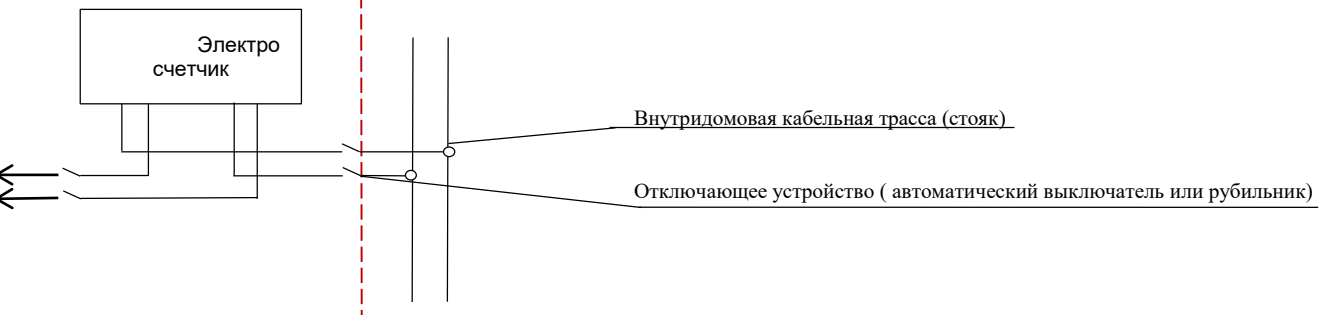 Электро
счетчик
Внутридомовая кабельная трасса (стояк)
Отключающее устройство ( автоматический выключатель или рубильник)